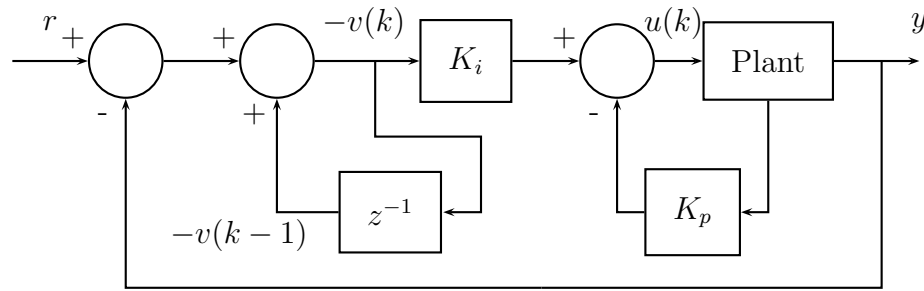 r
+
-
+
+
-v(k)
K_i
+
-
u(k)
Plant
y
z^{-1}
-v(k-1)
K_p